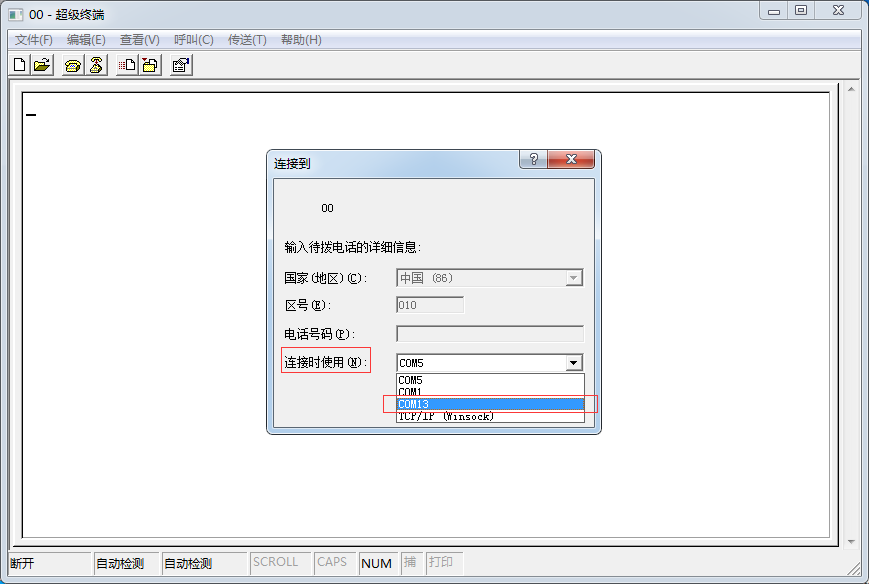 00 - 超级终端
文件(F) 编辑(E) 查看(V) 呼叫(C) 传送(T) 帮助(H)
连接到
?
00
输入待拨电话的详细信息:
国家(地区)(C): 中国 (86)
区号(E): 010
电话号码(P):
连接时使用(N): COM5
COM5
COM1
COM13
TCP/IP (Winsock)
断开 自动检测 自动检测 SCROLL CAPS NUM 捕 打印